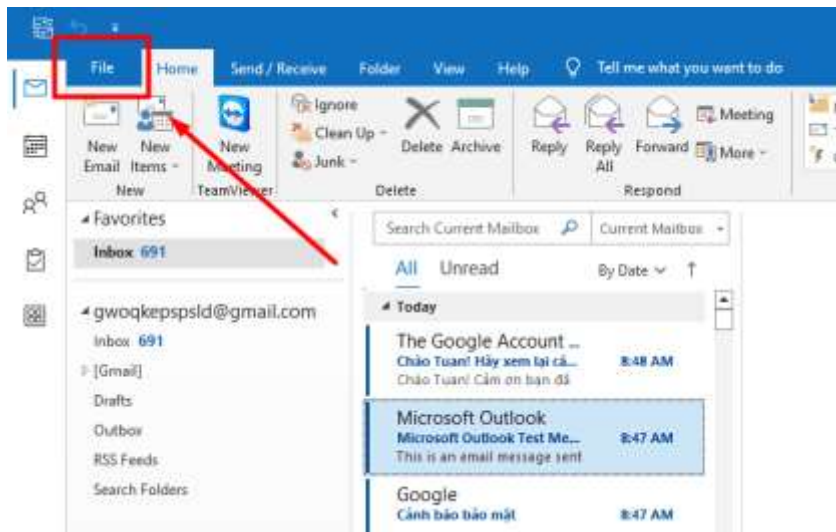 File Home Send / Receive Folder View Help Tell me what you want to do
New Email
New Items
New Meeting
Ignore
Clean Up
Junk
Delete
Archive
Reply
Reply All
Forward
Meeting
More
New
TeamViewer
Delete
Respond
Favorites
Inbox 691
gwoqkepspsld@gmail.com
Inbox 691
[Gmail]
Drafts
Outbox
RSS Feeds
Search Folders
Search Current Mailbox Current Mailbox
All Unread By Date
Today
The Google Account ...
Chào Tuan! Hãy xem lại cà... 8:48 AM
Chào Tuan! Cảm ơn bạn đã
Microsoft Outlook
Microsoft Outlook Test Me... 8:47 AM
This is an email message sent
Google
Cảnh báo bảo mật 8:47 AM